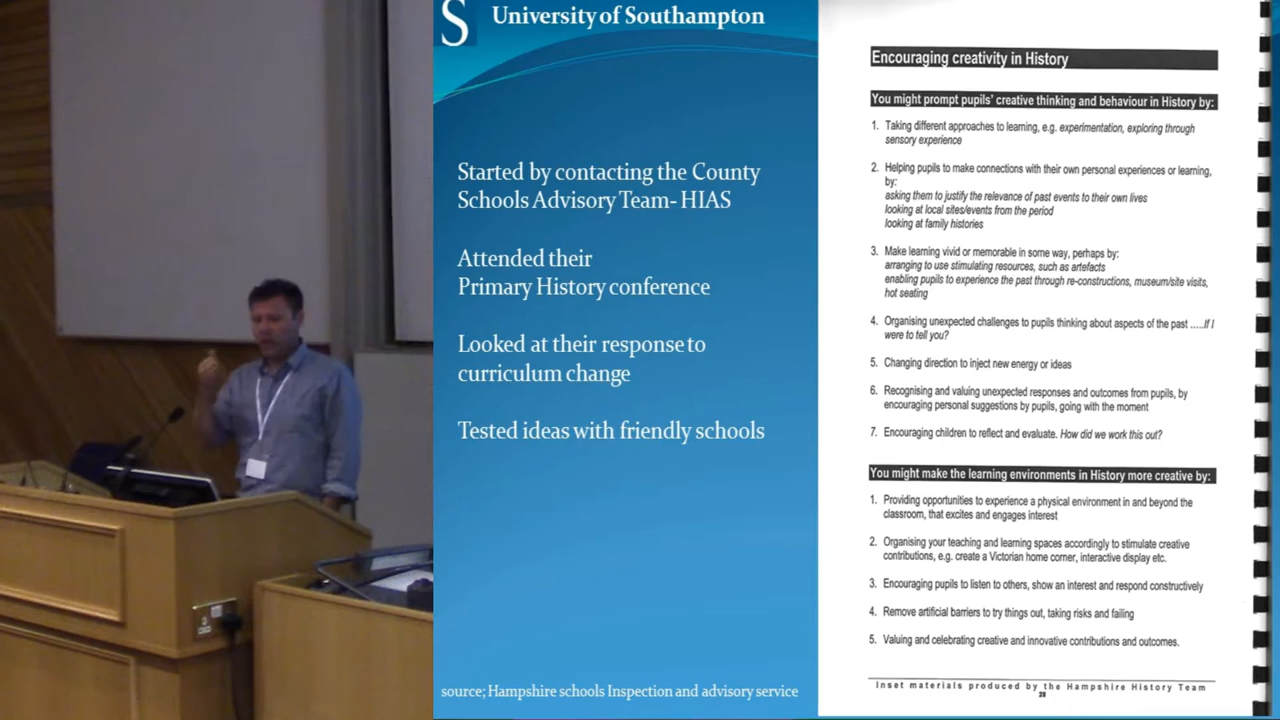 S University of Southampton
Started by contacting the County
Schools Advisory Team- HIAS
Attended their
Primary History conference
Looked at their response to
curriculum change
Tested ideas with friendly schools
source; Hampshire schools Inspection and advisory service
Encouraging creativity in History
You might prompt pupils' creative thinking and behaviour in History by:
1. Taking different approaches to learning, e.g. experimentation, exploring through
sensory experience
2. Helping pupils to make connections with their own personal experiences or learning,
by:
asking them to justify the relevance of past events to their own lives
looking at local sites/events from the period
looking at family histories
3. Make learning vivid or memorable in some way, perhaps by:
arranging to use stimulating resources, such as artefacts
enabling pupils to experience the past through re-constructions, museum/site visits,
hot seating
4. Organising unexpected challenges to pupils thinking about aspects of the past .....If I
were to tell you?
5. Changing direction to inject new energy or ideas
6. Recognising and valuing unexpected responses and outcomes from pupils, by
encouraging personal suggestions by pupils, going with the moment
7. Encouraging children to reflect and evaluate. How did we work this out?
You might make the learning environments in History more creative by:
1. Providing opportunities to experience a physical environment in and beyond the
classroom, that excites and engages interest
2. Organising your teaching and learning spaces accordingly to stimulate creative
contributions, e.g. create a Victorian home corner, interactive display etc.
3. Encouraging pupils to listen to others, show an interest and respond constructively
4. Remove artificial barriers to try things out, taking risks and failing
5. Valuing and celebrating creative and innovative contributions and outcomes.
Inset materials produced by the Hampshire History Team
28